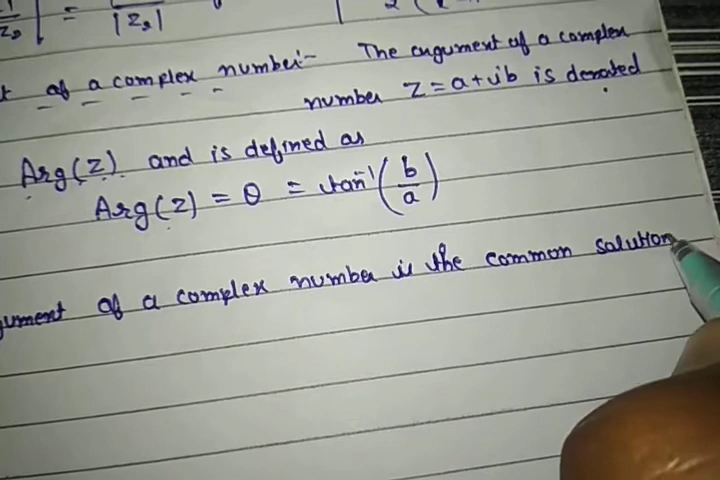 |z₂|
of a complex number:- The argument of a complex
number z = a + ib is denoted
Arg(z) and is defined as
Arg(z) = θ = tan⁻¹(b/a)
of a complex number is the common solution